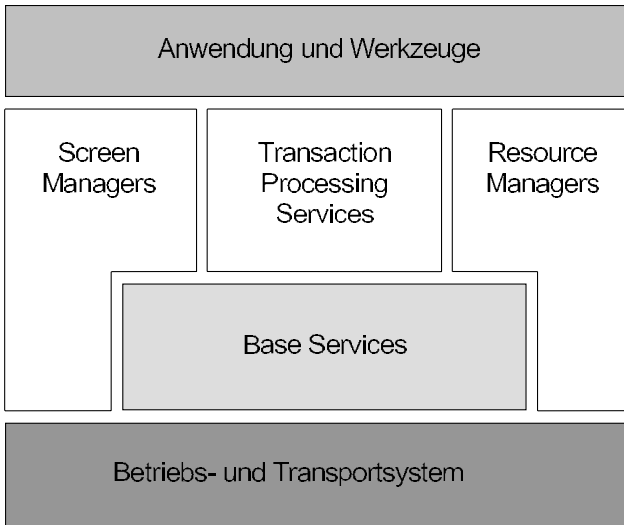 Anwendung und Werkzeuge
Screen
Managers
Transaction
Processing
Services
Resource
Managers
Base Services
Betriebs- und Transportsystem